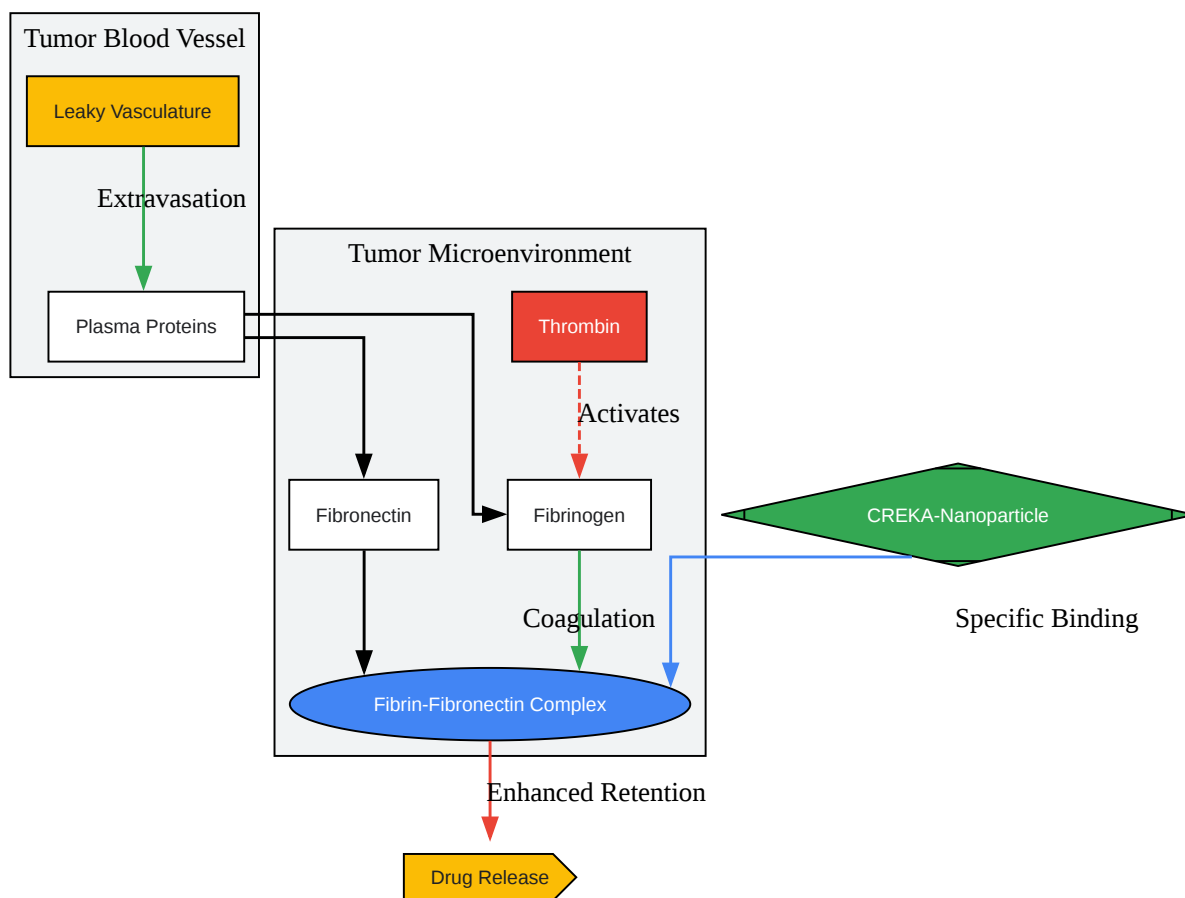 Tumor Blood Vessel
Leaky Vasculature
Extravasation
Plasma Proteins
Tumor Microenvironment
Thrombin
Activates
Fibronectin
Fibrinogen
CREKA-Nanoparticle
Coagulation
Specific Binding
Fibrin-Fibronectin Complex
Enhanced Retention
Drug Release